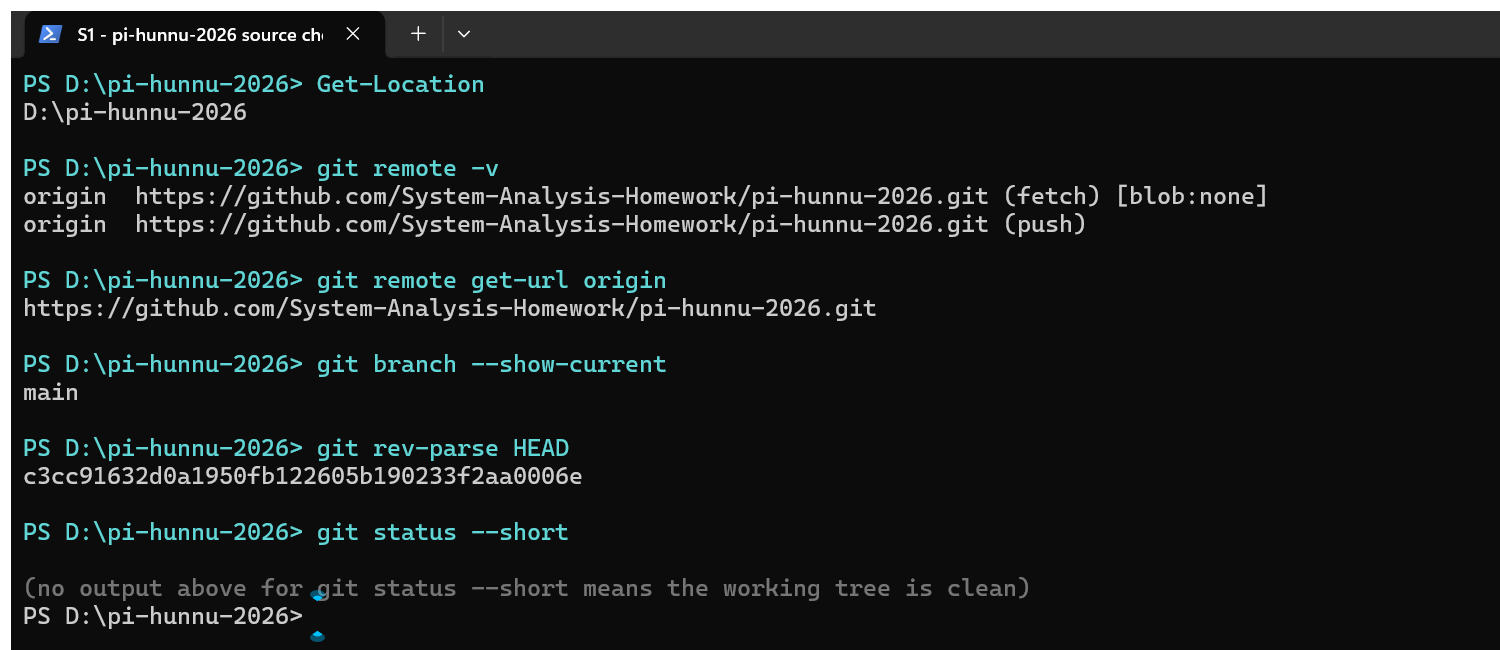 S1 - pi-hunnu-2026 source ch
PS D:\pi-hunnu-2026> Get-Location
D:\pi-hunnu-2026
PS D:\pi-hunnu-2026> git remote -v
origin  https://github.com/System-Analysis-Homework/pi-hunnu-2026.git (fetch) [blob:none]
origin  https://github.com/System-Analysis-Homework/pi-hunnu-2026.git (push)
PS D:\pi-hunnu-2026> git remote get-url origin
https://github.com/System-Analysis-Homework/pi-hunnu-2026.git
PS D:\pi-hunnu-2026> git branch --show-current
main
PS D:\pi-hunnu-2026> git rev-parse HEAD
c3cc91632d0a1950fb122605b190233f2aa0006e
PS D:\pi-hunnu-2026> git status --short
(no output above for git status --short means the working tree is clean)
PS D:\pi-hunnu-2026>